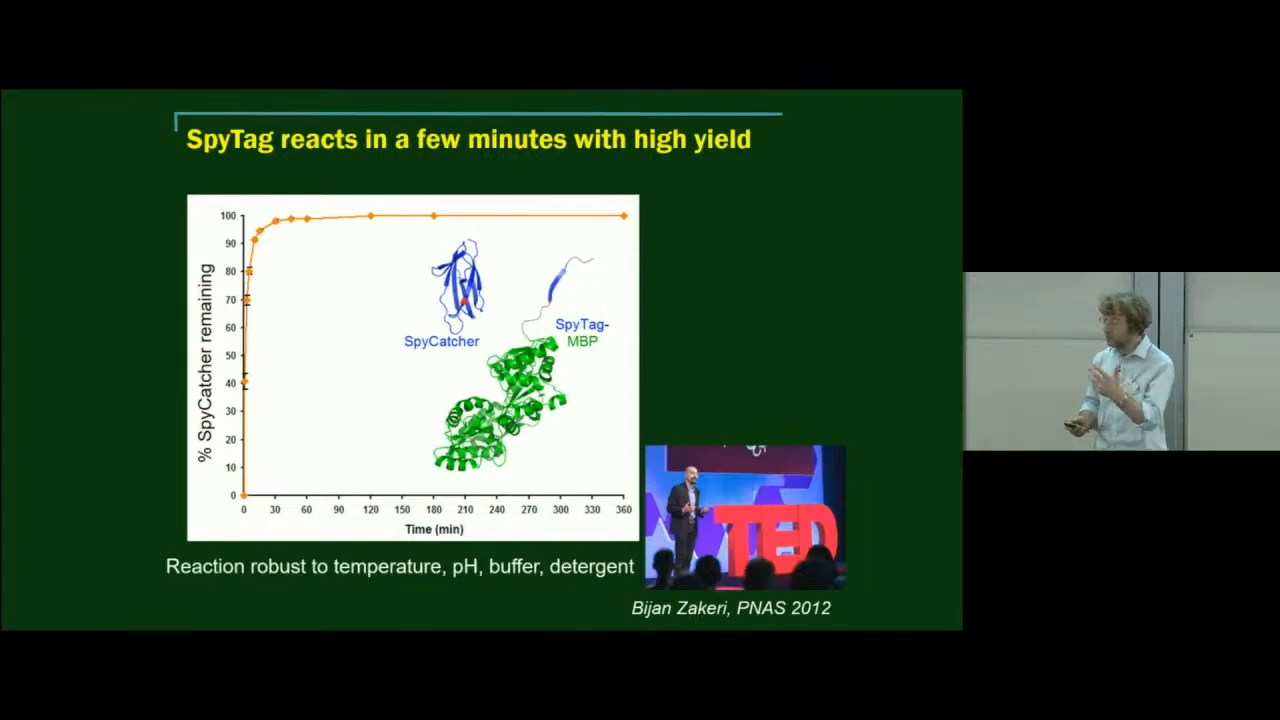 SpyTag reacts in a few minutes with high yield
% SpyCatcher remaining
100
90
80
70
60
50
40
30
20
10
0
0 30 60 90 120 150 180 210 240 270 300 330 360
Time (min)
SpyCatcher
SpyTag-
MBP
TED
Reaction robust to temperature, pH, buffer, detergent
Bijan Zakeri, PNAS 2012